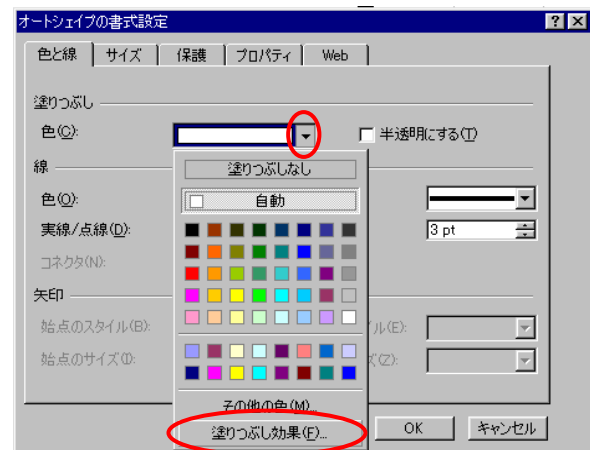 オートシェイプの書式設定
色と線 サイズ 保護 プロパティ Web
塗りつぶし
色(C): 半透明にする(T)
塗りつぶしなし
線
自動
色(O):
実線/点線(D): 3 pt
コネクタ(N):
矢印
始点のスタイル(B): イル(E):
始点のサイズ(I): ズ(Z):
その他の色(M)...
塗りつぶし効果(F)...
OK キャンセル